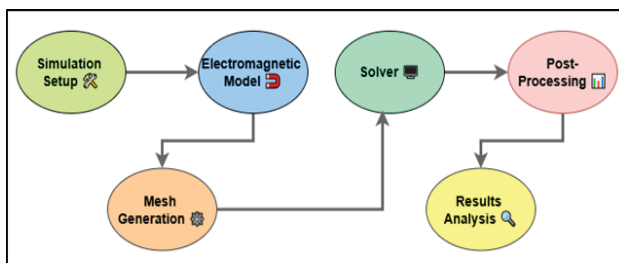 Simulation
Setup 🛠️
Electromagnetic
Model 🧲
Solver 🖥️
Post-
Processing 📊
Mesh
Generation ⚙️
Results
Analysis 🔍